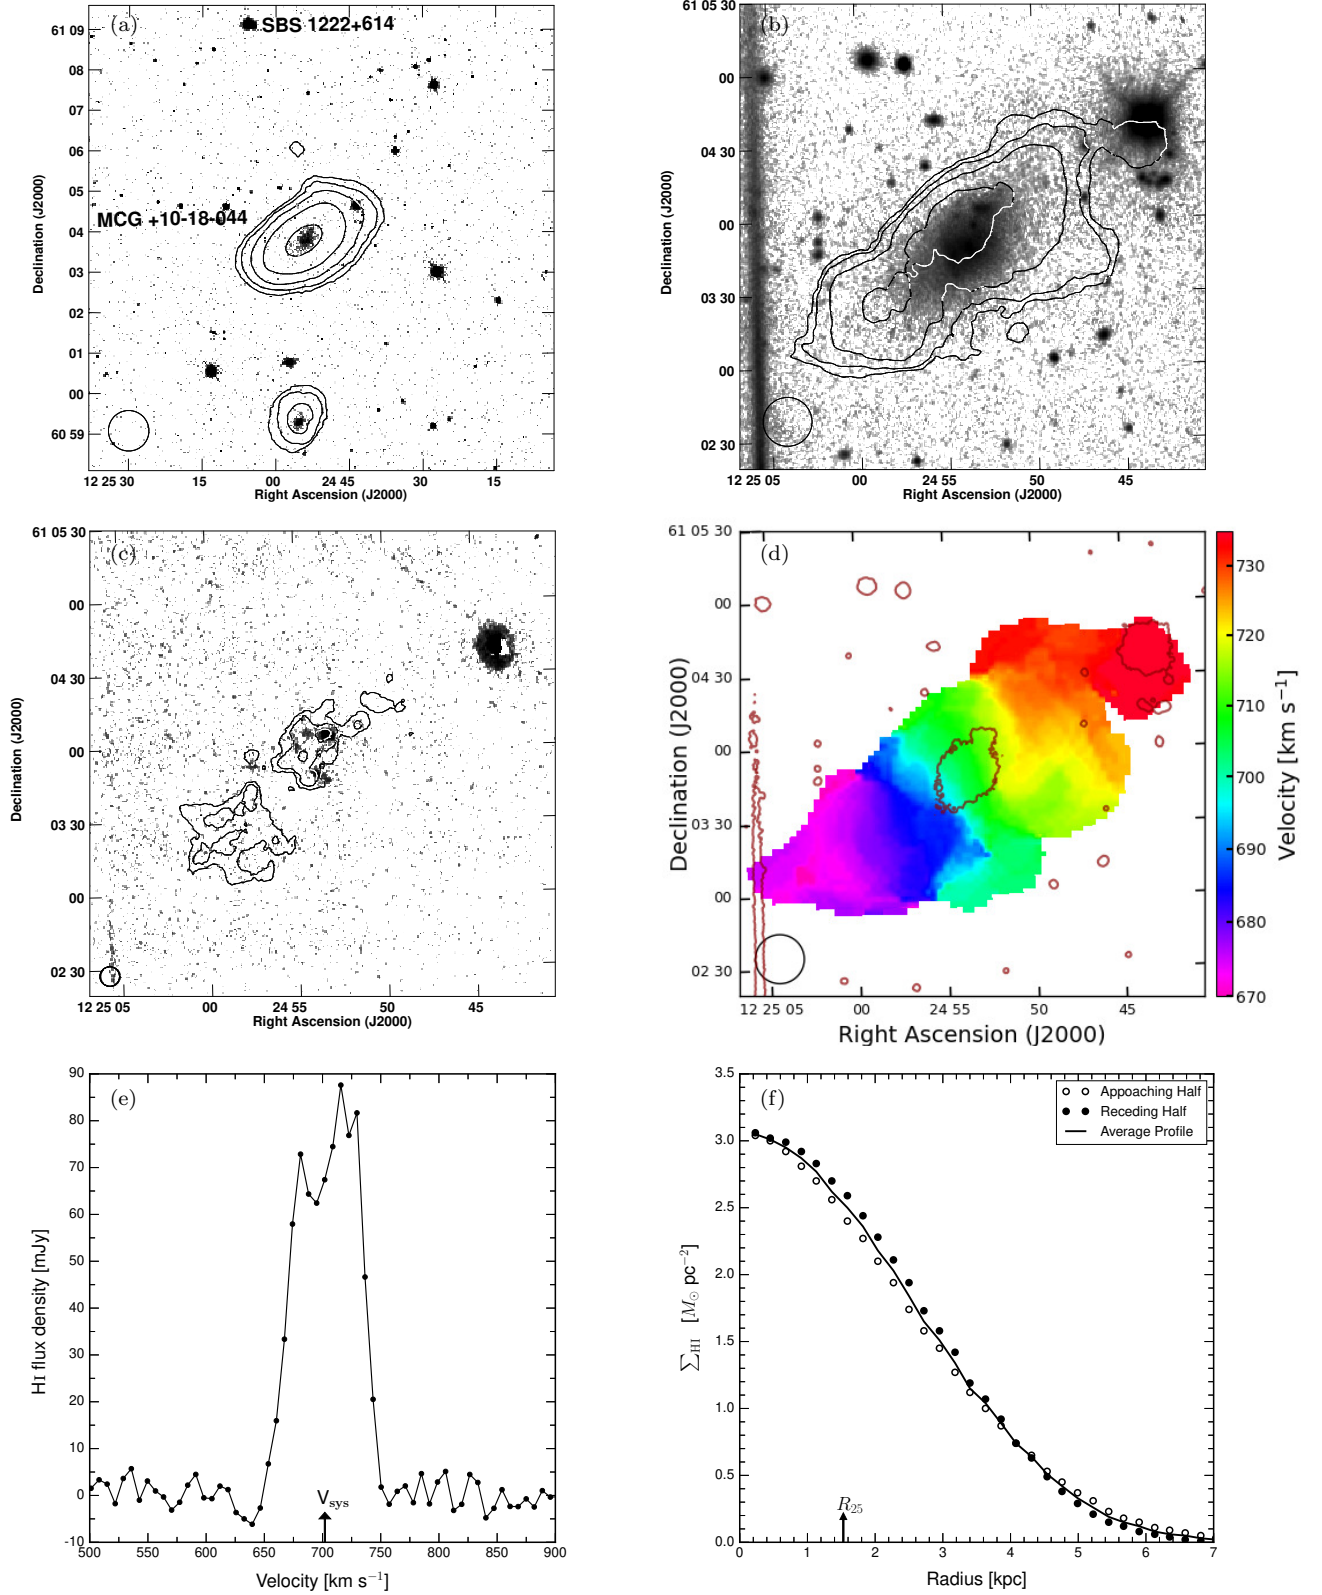 (a)
SBS 1222+614
MCG +10-18-044
61 09
08
07
06
05
04
03
02
01
00
60 59
12 25 30
15
00
24 45
30
15
Declination (J2000)
Right Ascension (J2000)
(b)
61 05 30
00
04 30
00
03 30
00
02 30
12 25 05
00
24 55
50
45
Declination (J2000)
Right Ascension (J2000)
(c)
61 05 30
00
04 30
00
03 30
00
02 30
12 25 05
00
24 55
50
45
Declination (J2000)
Right Ascension (J2000)
(d)
61 05 30
00
04 30
00
03 30
00
02 30
12 25 05
00
24 55
50
45
Declination (J2000)
Right Ascension (J2000)
730
720
710
700
690
680
670
Velocity [km s⁻¹]
(e)
90
80
70
60
50
40
30
20
10
0
-10
500
550
600
650
700
750
800
850
900
V_sys
HI flux density [mJy]
Velocity [km s⁻¹]
(f)
Appoaching Half
Receding Half
Average Profile
3.5
3.0
2.5
2.0
1.5
1.0
0.5
0.0
0
1
2
3
4
5
6
7
R₂₅
∑_HI [M_⊙ pc⁻²]
Radius [kpc]